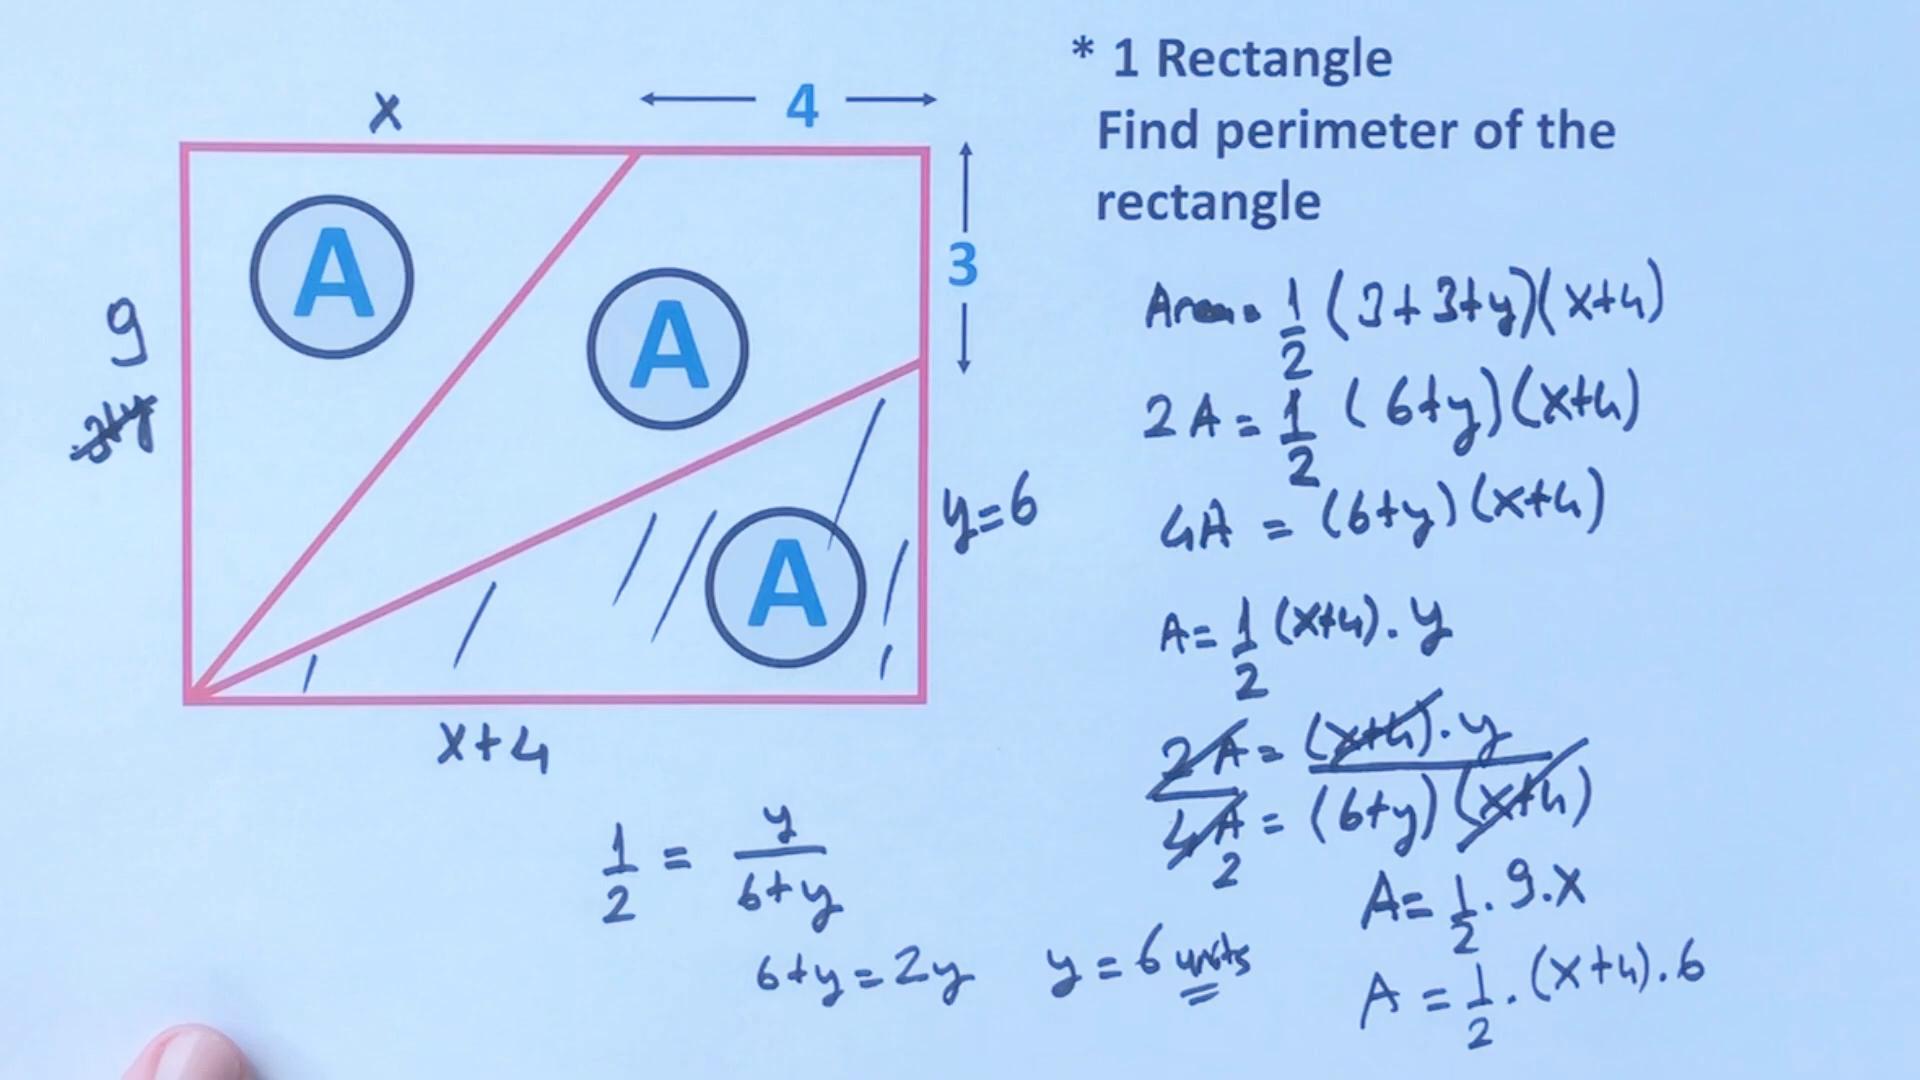 * 1 Rectangle
Find perimeter of the
rectangle
x
4
A
3
9
3+y
A
A
y=6
x+4
Area = 1/2 (3+3+y)(x+4)
2A = 1/2 (6+y)(x+4)
4A = (6+y)(x+4)
A = 1/2 (x+4).y
2A = (x+4).y
4A = (6+y)(x+4)
2
1/2 = y/6+y
6+y=2y
y = 6 units
A = 1/2 . 9.x
A = 1/2 . (x+4).6